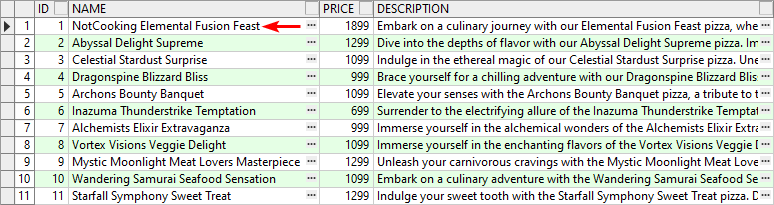 ID NAME PRICE DESCRIPTION
1 1 NotCooking Elemental Fusion Feast ... 1899 Embark on a culinary journey with our Elemental Fusion Feast pizza, whe
2 2 Abyssal Delight Supreme ... 1299 Dive into the depths of flavor with our Abyssal Delight Supreme pizza. Im
3 3 Celestial Stardust Surprise ... 1099 Indulge in the ethereal magic of our Celestial Stardust Surprise pizza. Une
4 4 Dragonspine Blizzard Bliss ... 999 Brace yourself for a chilling adventure with our Dragonspine Blizzard Blis
5 5 Archons Bounty Banquet ... 1099 Elevate your senses with the Archons Bounty Banquet pizza, a tribute to t
6 6 Inazuma Thunderstrike Temptation ... 699 Surrender to the electrifying allure of the Inazuma Thunderstrike Temptat
7 7 Alchemists Elixir Extravaganza ... 999 Immerse yourself in the alchemical wonders of the Alchemists Elixir Extra
8 8 Vortex Visions Veggie Delight ... 1099 Immerse yourself in the enchanting flavors of the Vortex Visions Veggie D
9 9 Mystic Moonlight Meat Lovers Masterpiece ... 1299 Unleash your carnivorous cravings with the Mystic Moonlight Meat Love
10 10 Wandering Samurai Seafood Sensation ... 1099 Embark on a culinary adventure with the Wandering Samurai Seafood Se
11 11 Starfall Symphony Sweet Treat ... 1299 Indulge your sweet tooth with the Starfall Symphony Sweet Treat pizza. D